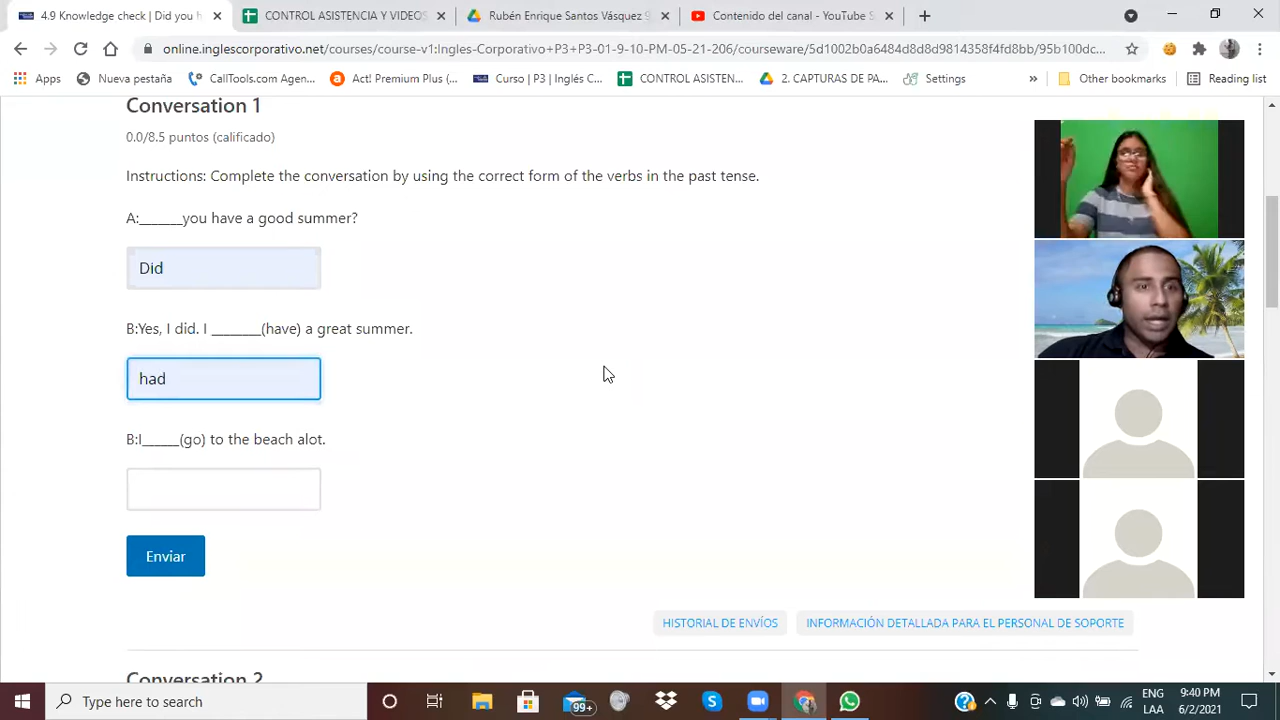 4.9 Knowledge check | Did you h
CONTROL ASISTENCIA Y VIDEOS
Rubén Enrique Santos Vásquez 9
Contenido del canal - YouTube S
online.inglescorporativo.net/courses/course-v1:Ingles-Corporativo+P3+P3-01-9-10-PM-05-21-206/courseware/5d1002b0a6484d8d8d9814358f4fd8bb/95b100dc...
Apps
Nueva pestaña
CallTools.com Agen...
Act! Premium Plus (...
Curso | P3 | Inglés C...
CONTROL ASISTEN...
2. CAPTURAS DE PA...
Settings
»
Other bookmarks
Reading list
Conversation 1
0.0/8.5 puntos (calificado)
Instructions: Complete the conversation by using the correct form of the verbs in the past tense.
A:______you have a good summer?
Did
B:Yes, I did. I _______(have) a great summer.
had
B:I_____(go) to the beach alot.
Enviar
HISTORIAL DE ENVÍOS
INFORMACIÓN DETALLADA PARA EL PERSONAL DE SOPORTE
Conversation 2
Type here to search
99+
ENG
LAA
9:40 PM
6/2/2021